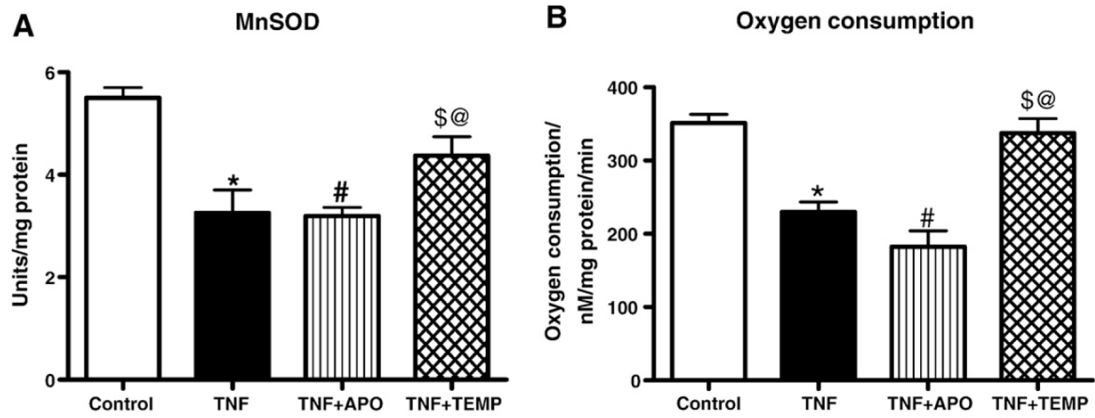 A
MnSOD
Units/mg protein
6
4
2
0
*
#
$@
Control
TNF
TNF+APO
TNF+TEMP
B
Oxygen consumption
Oxygen consumption/
nM/mg protein/min
400
300
200
100
0
*
#
$@
Control
TNF
TNF+APO
TNF+TEMP